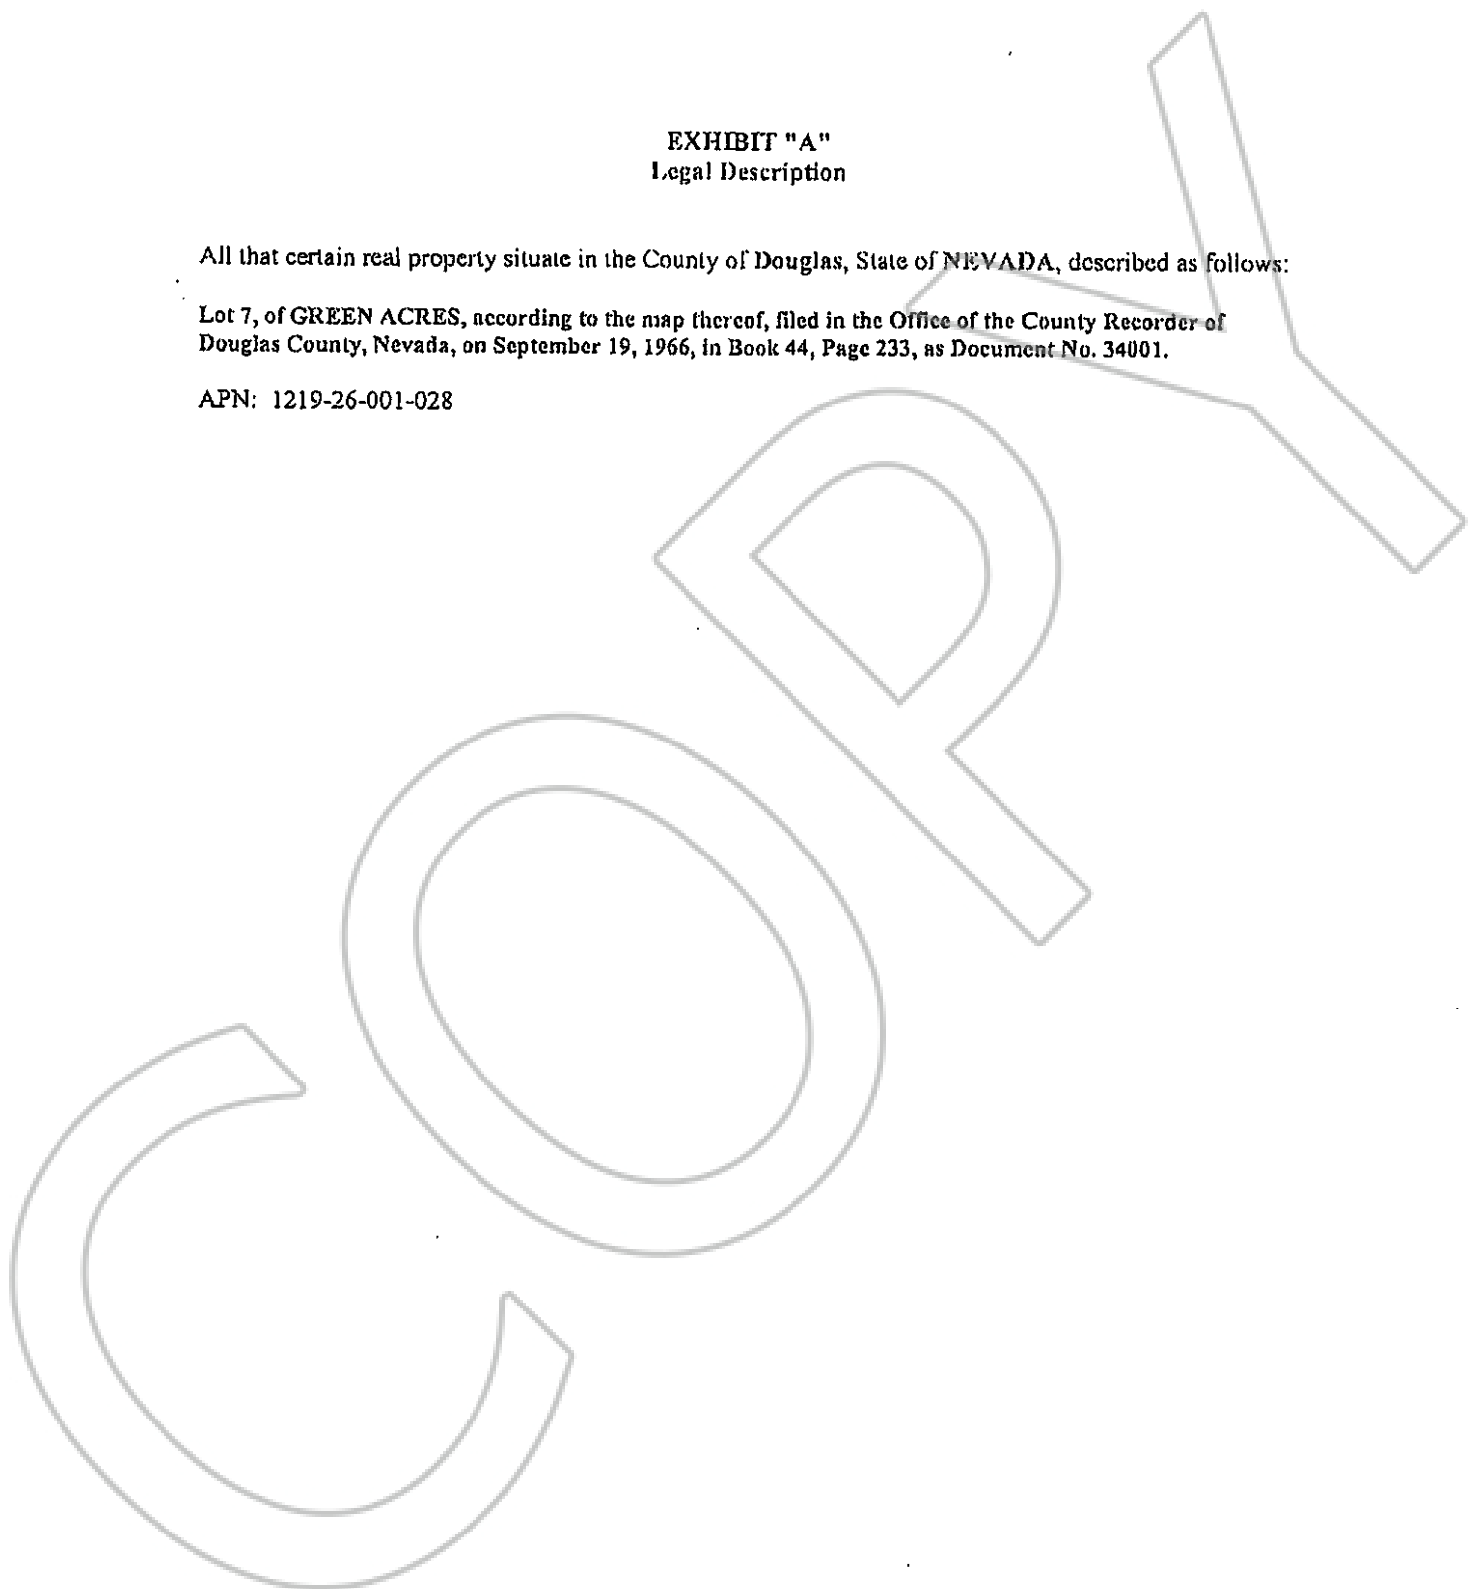 EXHIBIT "A"
Legal Description
All that certain real property situate in the County of Douglas, State of NEVADA, described as follows:
Lot 7, of GREEN ACRES, according to the map thereof, filed in the Office of the County Recorder of
Douglas County, Nevada, on September 19, 1966, in Book 44, Page 233, as Document No. 34001.
APN: 1219-26-001-028
COPY